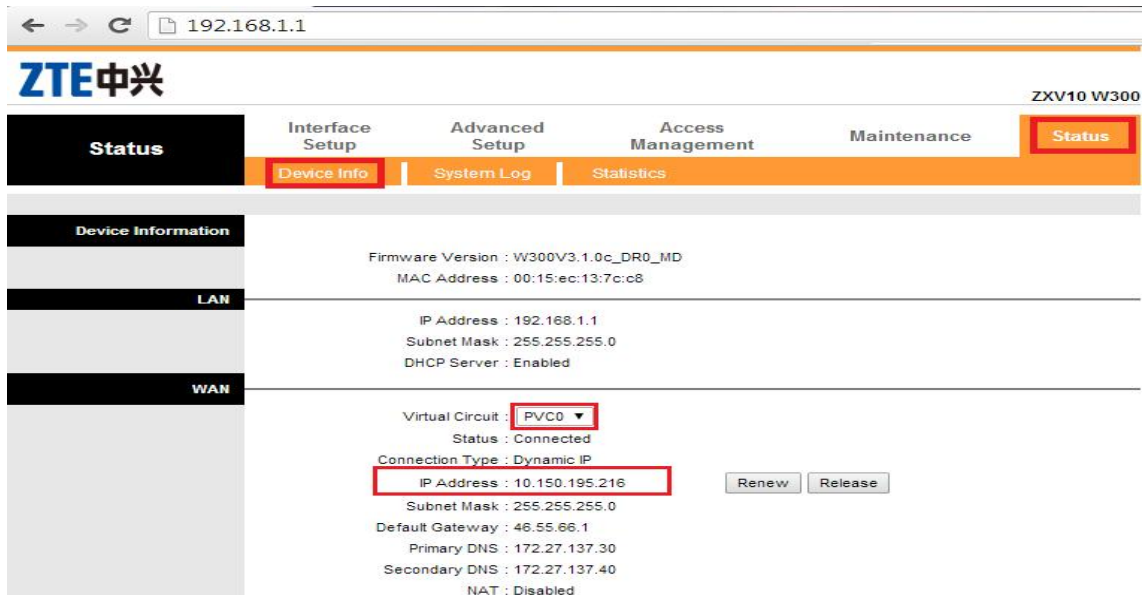 192.168.1.1
ZTE中兴
ZXV10 W300
Status
Interface Setup
Advanced Setup
Access Management
Maintenance
Status
Device Info
System Log
Statistics
Device Information
Firmware Version : W300V3.1.0c_DR0_MD
MAC Address : 00:15:ec:13:7c:c8
LAN
IP Address : 192.168.1.1
Subnet Mask : 255.255.255.0
DHCP Server : Enabled
WAN
Virtual Circuit : PVC0
Status : Connected
Connection Type : Dynamic IP
IP Address : 10.150.195.216 Renew Release
Subnet Mask : 255.255.255.0
Default Gateway : 46.55.66.1
Primary DNS : 172.27.137.30
Secondary DNS : 172.27.137.40
NAT : Disabled